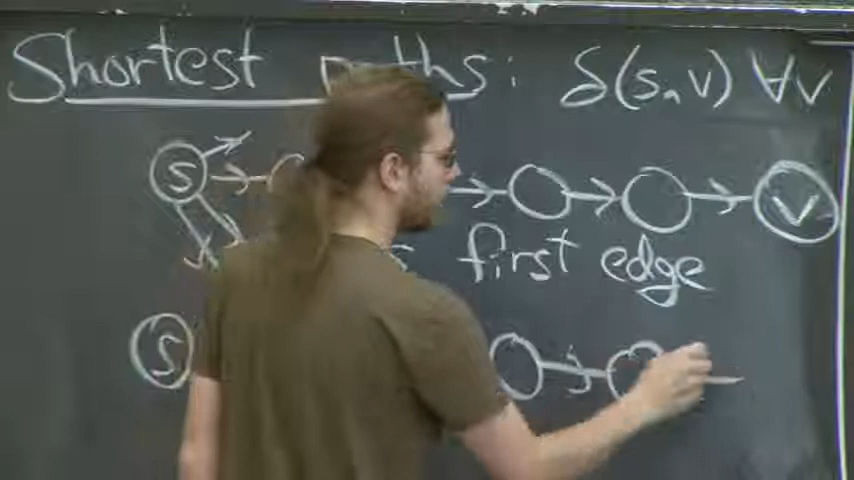 Shortest paths: δ(s,v) ∀v
s v
first edge
s